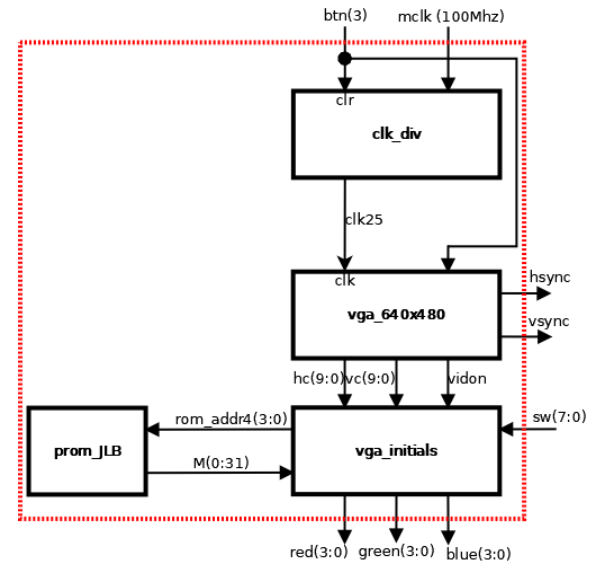 btn(3)
mclk (100Mhz)
clr
clk_div
clk25
clk
vga_640x480
hsync
vsync
hc(9:0)
vc(9:0)
vidon
rom_addr4(3:0)
prom_JLB
M(0:31)
vga_initials
sw(7:0)
red(3:0)
green(3:0)
blue(3:0)